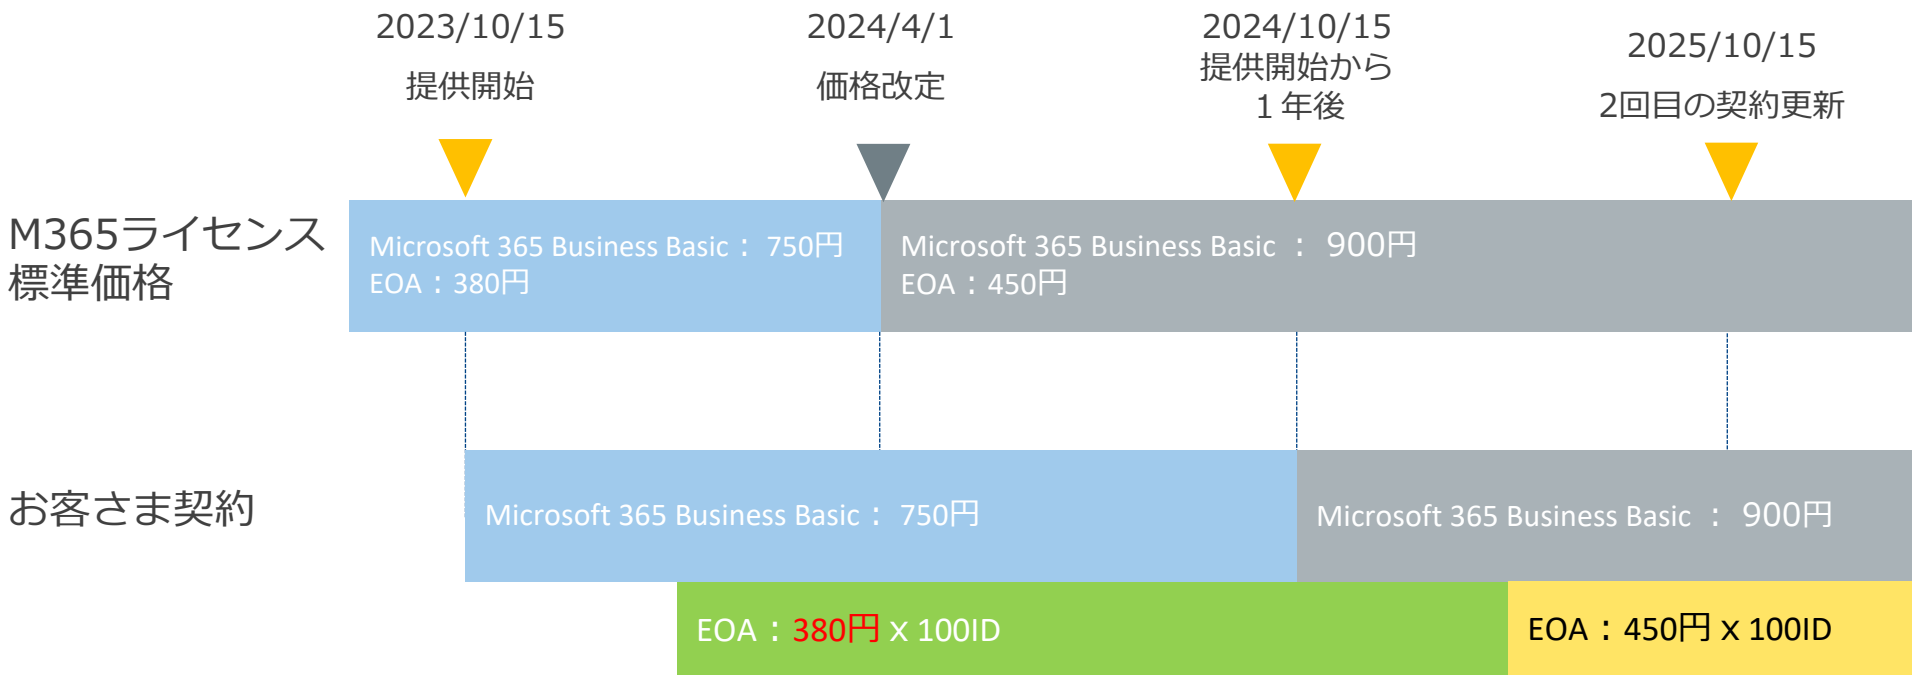 2023/10/15
提供開始
2024/4/1
価格改定
2024/10/15
提供開始から
１年後
2025/10/15
2回目の契約更新
M365ライセンス
標準価格
Microsoft 365 Business Basic： 750円
EOA：380円
Microsoft 365 Business Basic ： 900円
EOA：450円
お客さま契約
Microsoft 365 Business Basic： 750円
Microsoft 365 Business Basic ： 900円
EOA：380円 x 100ID
EOA：450円 x 100ID